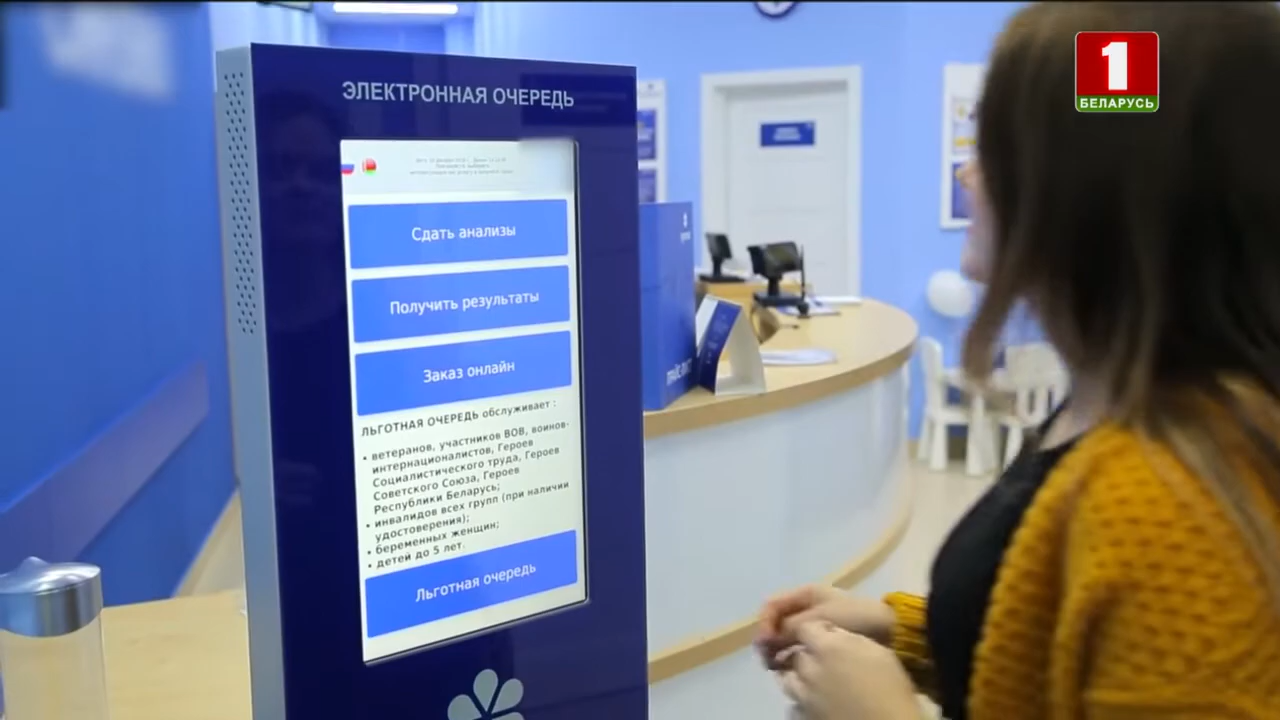 1
БЕЛАРУСЬ
ЭЛЕКТРОННАЯ ОЧЕРЕДЬ
Сдать анализы
Получить результаты
Заказ онлайн
ЛЬГОТНАЯ ОЧЕРЕДЬ обслуживает :
• ветеранов, участников ВОВ, воинов-
интернационалистов, Героев
Социалистического труда, Героев
Советского Союза, Героев
Республики Беларусь;
• инвалидов всех групп (при наличии
удостоверения);
• беременных женщин;
• детей до 5 лет.
Льготная очередь